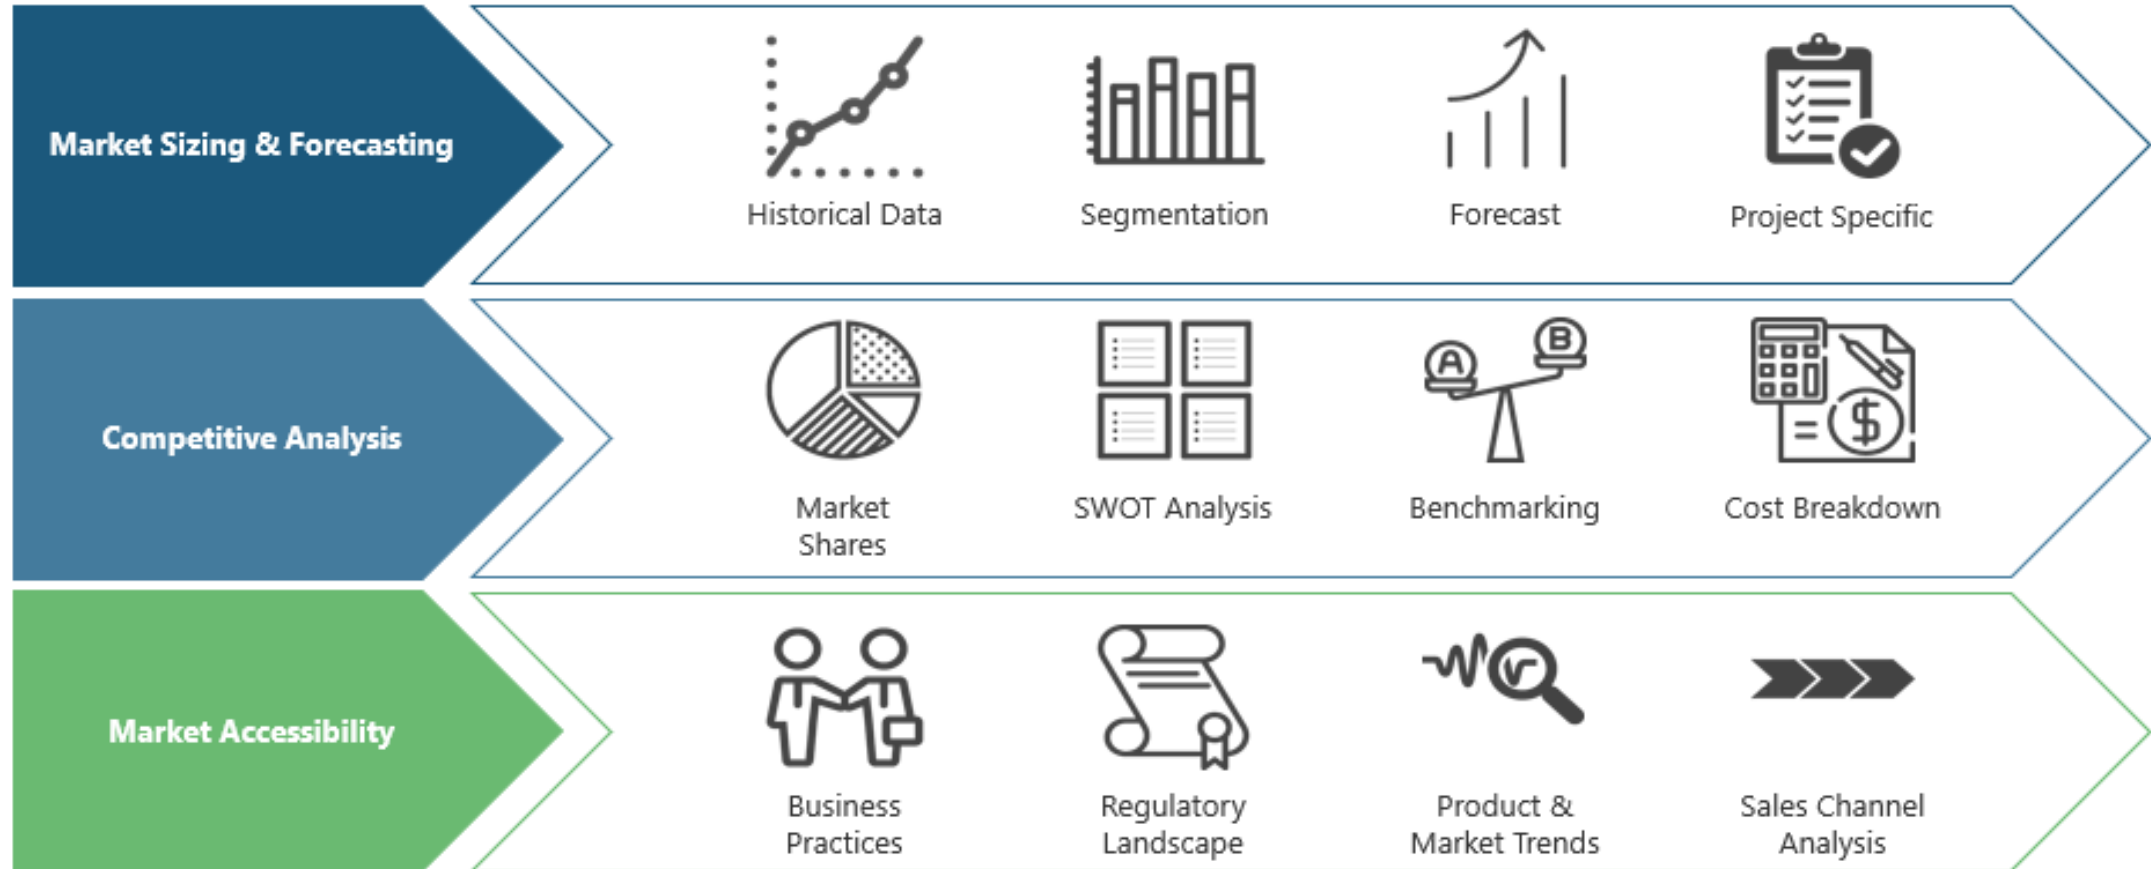 Market Sizing & Forecasting
Historical Data
Segmentation
Forecast
Project Specific
Competitive Analysis
A
B
$
Market
Shares
SWOT Analysis
Benchmarking
Cost Breakdown
Market Accessibility
Business
Practices
Regulatory
Landscape
Product &
Market Trends
Sales Channel
Analysis